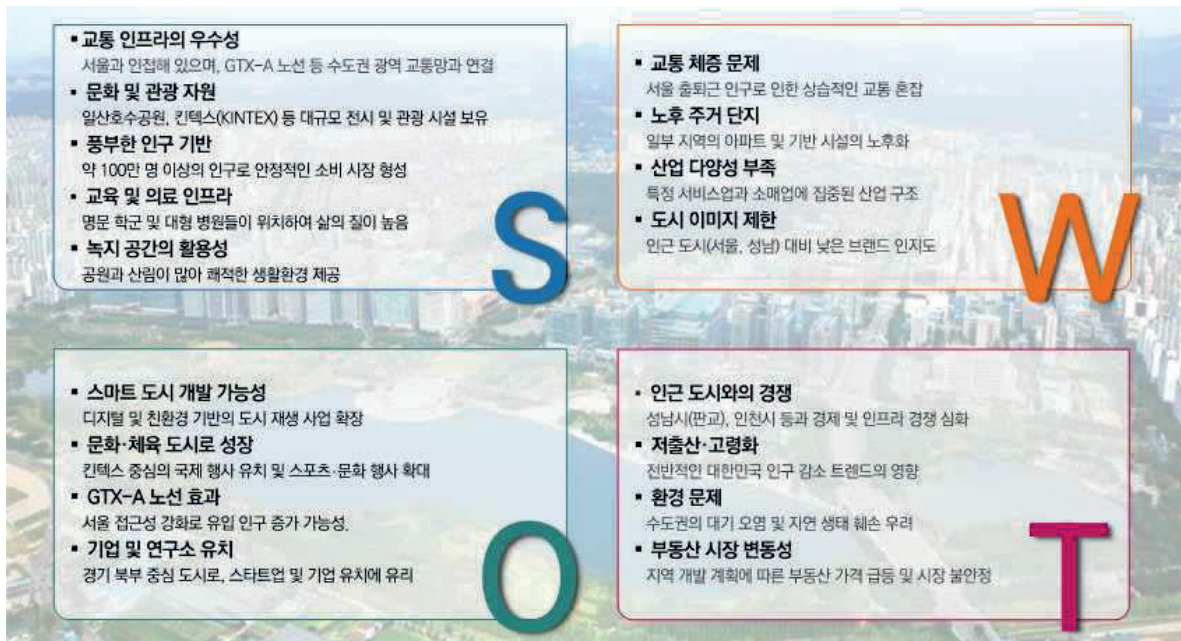 ▪ 교통 인프라의 우수성
서울과 인접해 있으며, GTX-A 노선 등 수도권 광역 교통망과 연결
▪ 문화 및 관광 자원
일산호수공원, 킨텍스(KINTEX) 등 대규모 전시 및 관광 시설 보유
▪ 풍부한 인구 기반
약 100만 명 이상의 인구로 안정적인 소비 시장 형성
▪ 교육 및 의료 인프라
명문 학군 및 대형 병원들이 위치하여 삶의 질이 높음
▪ 녹지 공간의 활용성
공원과 산림이 많아 쾌적한 생활환경 제공
S
▪ 교통 체증 문제
서울 출퇴근 인구로 인한 상습적인 교통 혼잡
▪ 노후 주거 단지
일부 지역의 아파트 및 기반 시설의 노후화
▪ 산업 다양성 부족
특정 서비스업과 소매업에 집중된 산업 구조
▪ 도시 이미지 제한
인근 도시(서울, 성남) 대비 낮은 브랜드 인지도
W
▪ 스마트 도시 개발 가능성
디지털 및 친환경 기반의 도시 재생 사업 확장
▪ 문화·체육 도시로 성장
킨텍스 중심의 국제 행사 유치 및 스포츠·문화 행사 확대
▪ GTX-A 노선 효과
서울 접근성 강화로 유입 인구 증가 가능성
▪ 기업 및 연구소 유치
경기 북부 중심 도시로, 스타트업 및 기업 유치에 유리
O
▪ 인근 도시와의 경쟁
성남시(판교), 인천시 등과 경제 및 인프라 경쟁 심화
▪ 저출산·고령화
전반적인 대한민국 인구 감소 트렌드의 영향
▪ 환경 문제
수도권의 대기 오염 및 자연 생태 훼손 우려
▪ 부동산 시장 변동성
지역 개발 계획에 따른 부동산 가격 급등 및 시장 불안정
T